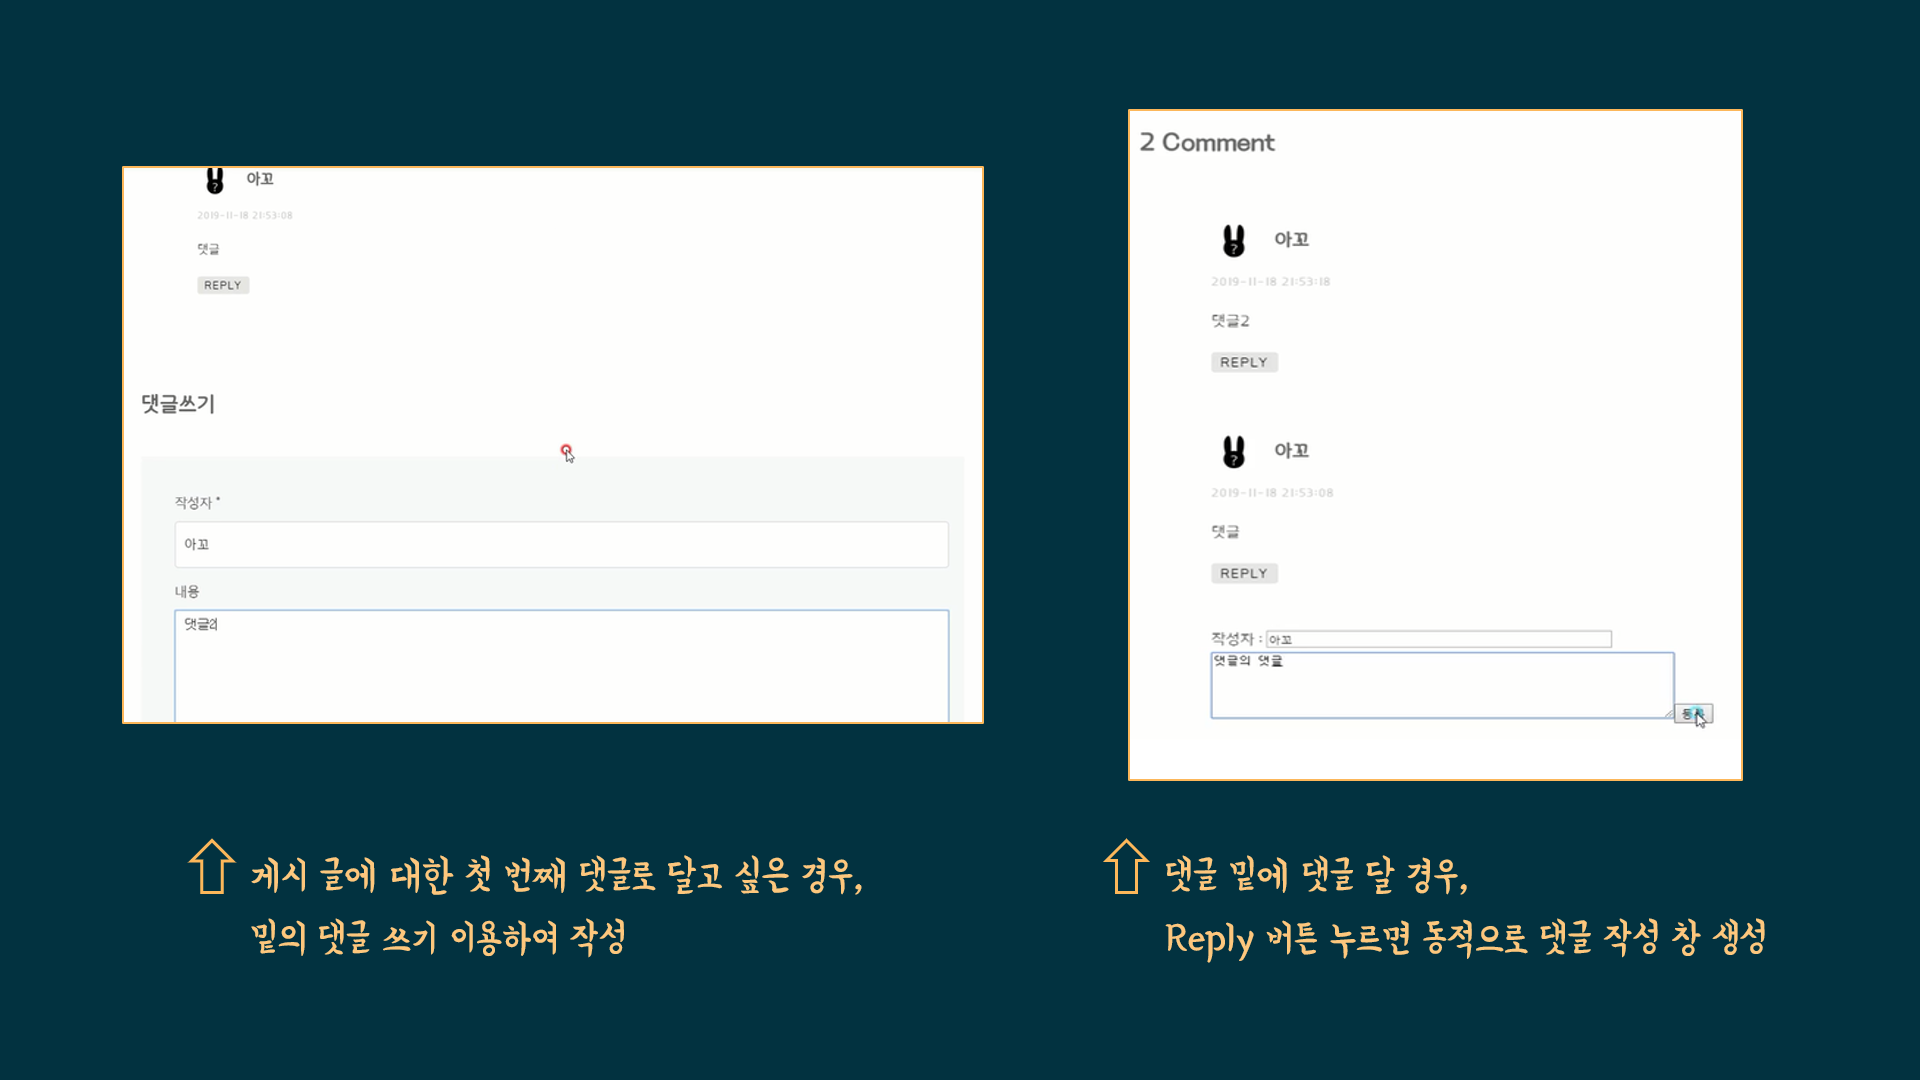 아꼬
2019-11-18 21:53:08
댓글
REPLY
댓글쓰기
작성자 *
아꼬
내용
댓글2
게시 글에 대한 첫 번째 댓글로 달고 싶은 경우,
밑의 댓글 쓰기 이용하여 작성
2 Comment
아꼬
2019-11-18 21:53:18
댓글2
REPLY
아꼬
2019-11-18 21:53:08
댓글
REPLY
작성자 : 아꼬
댓글의 댓글
댓글 밑에 댓글 달 경우,
Reply 버튼 누르면 동적으로 댓글 작성 창 생성